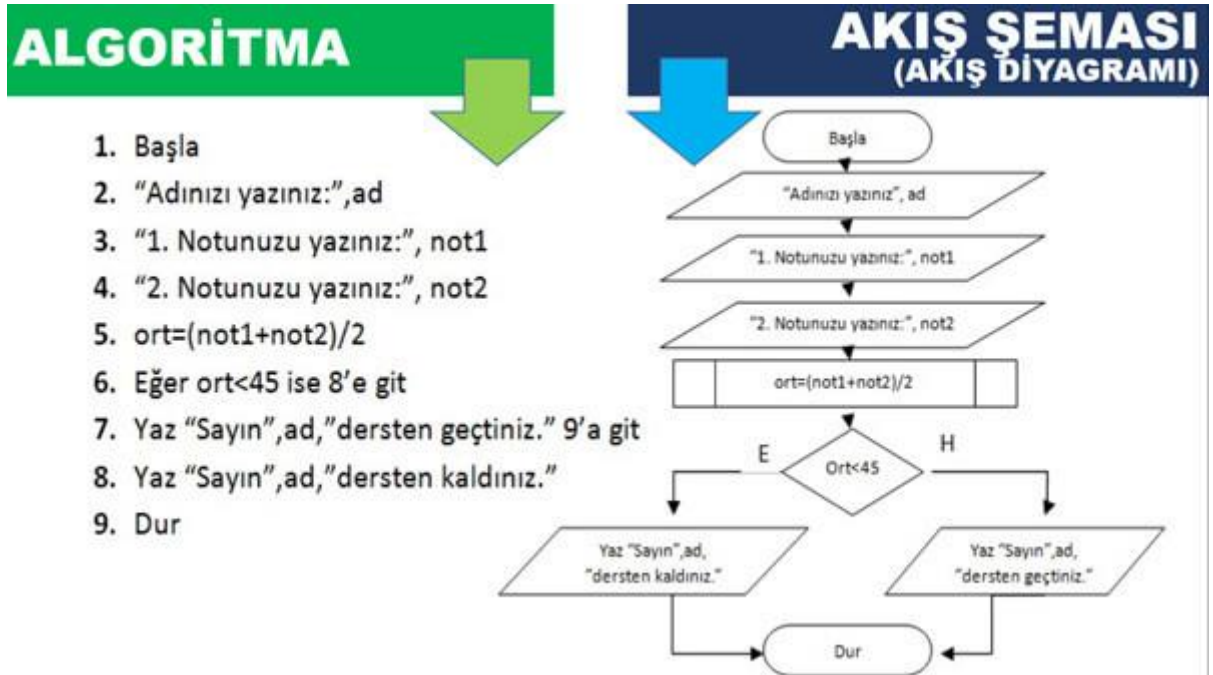 ALGORİTMA
1. Başla
2. “Adınızı yazınız:”,ad
3. “1. Notunuzu yazınız:”, not1
4. “2. Notunuzu yazınız:”, not2
5. ort=(not1+not2)/2
6. Eğer ort<45 ise 8’e git
7. Yaz “Sayın”,ad,”dersten geçtiniz.” 9’a git
8. Yaz “Sayın”,ad,”dersten kaldınız.”
9. Dur
AKIŞ ŞEMASI
(AKIŞ DİYAGRAMI)
Başla
“Adınızı yazınız”, ad
“1. Notunuzu yazınız:”, not1
“2. Notunuzu yazınız:”, not2
ort=(not1+not2)/2
E
Ort<45
H
Yaz “Sayın”,ad,
”dersten kaldınız.”
Yaz “Sayın”,ad,
”dersten geçtiniz.”
Dur